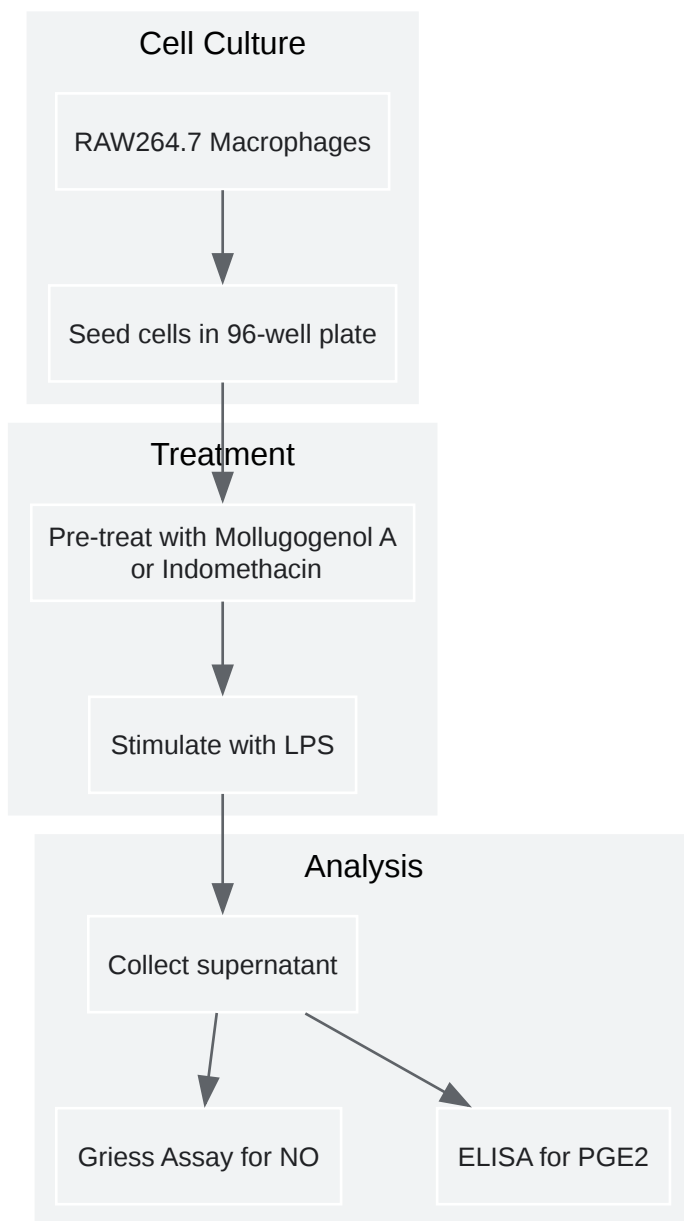 Cell Culture
RAW264.7 Macrophages
Seed cells in 96-well plate
Treatment
Pre-treat with Mollugogenol A
or Indomethacin
Stimulate with LPS
Analysis
Collect supernatant
Griess Assay for NO
ELISA for PGE2